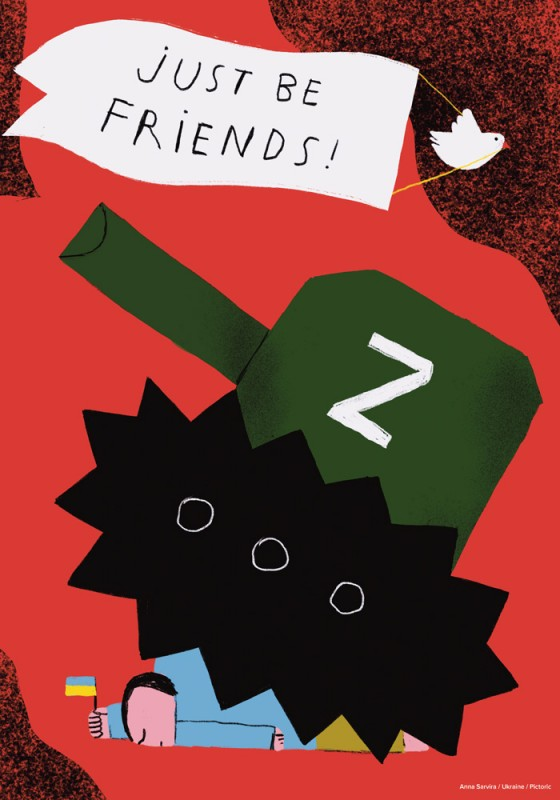 jUST BE
FRiENDS!
Z
Anna Sarvira / Ukraine / Pictoric